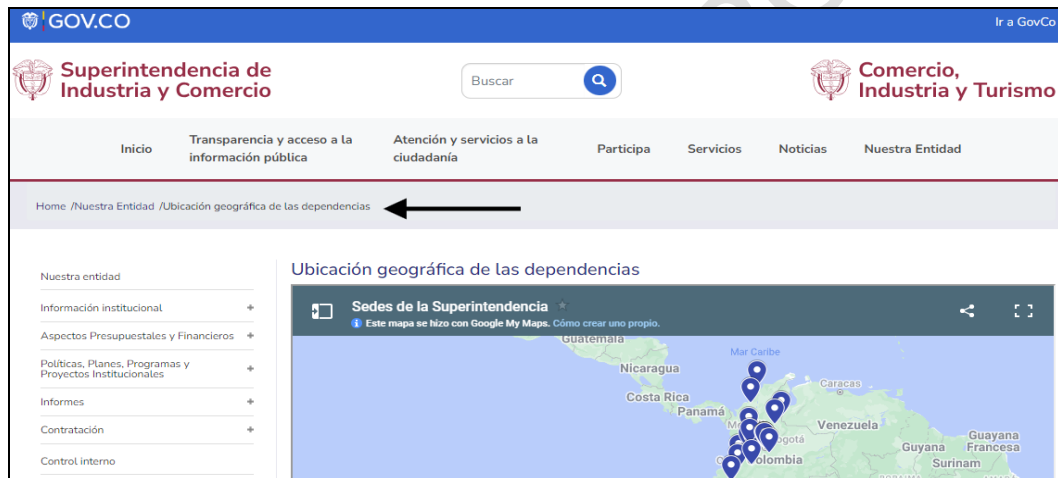 GOV.CO
Ir a GovCo
Superintendencia de
Industria y Comercio
Buscar
Comercio,
Industria y Turismo
Inicio
Transparencia y acceso a la
información pública
Atención y servicios a la
ciudadanía
Participa
Servicios
Noticias
Nuestra Entidad
Home /Nuestra Entidad /Ubicación geográfica de las dependencias
Nuestra entidad
Información institucional +
Aspectos Presupuestales y Financieros +
Políticas, Planes, Programas y
Proyectos Institucionales +
Informes +
Contratación +
Control interno
Ubicación geográfica de las dependencias
Sedes de la Superintendencia
Este mapa se hizo con Google My Maps. Cómo crear uno propio.
Guatemala
Mar Caribe
Nicaragua
Caracas
Costa Rica
Panamá
Venezuela
Guyana
Guayana
Francesa
Surinam